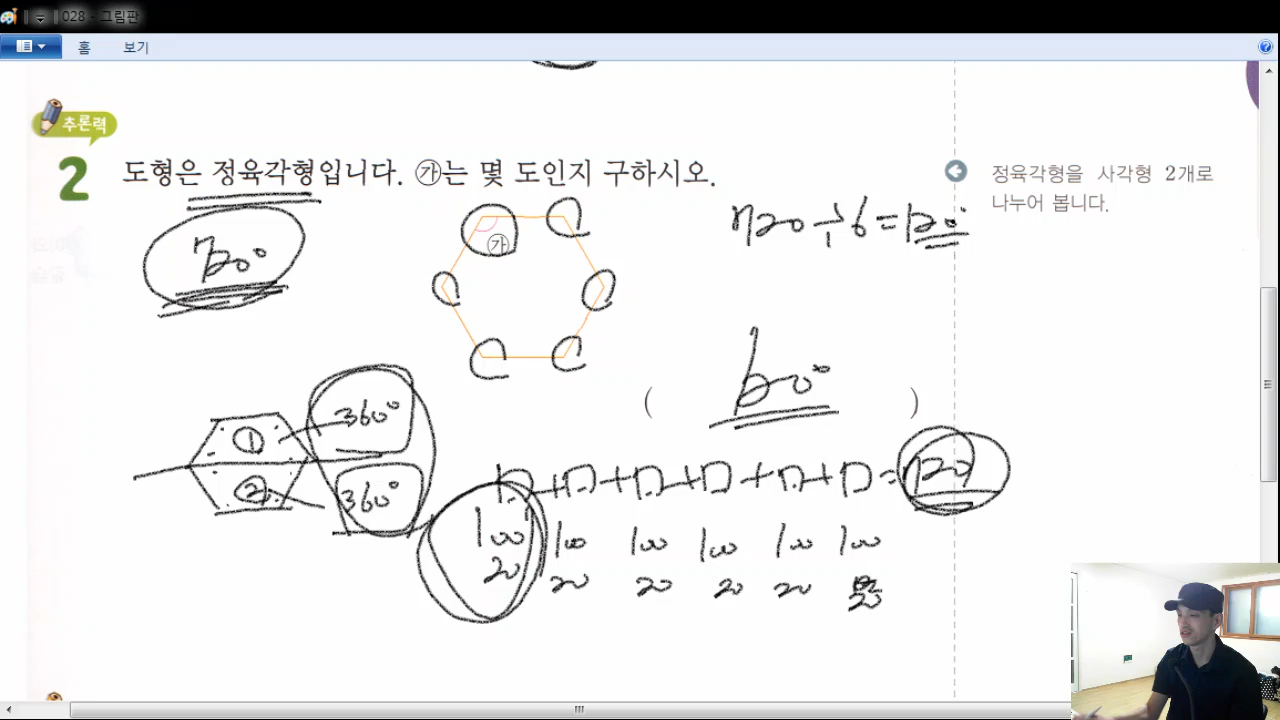 028 - 그림판
홈 보기
추론력
2 도형은 정육각형입니다. ㉮는 몇 도인지 구하시오.
정육각형을 사각형 2개로
나누어 봅니다.
720°
㉮
720÷6=120°
( 120° )
① 360°
② 360°
□+□+□+□+□+□=720
100 100 100 100 100 100
20 20 20 20 20 20